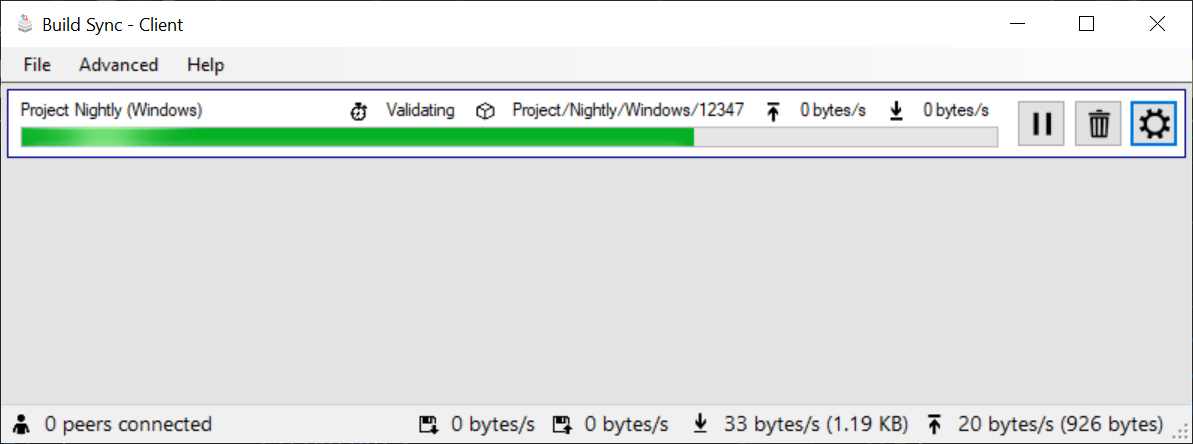 Build Sync - Client
File Advanced Help
Project Nightly (Windows) Validating Project/Nightly/Windows/12347 0 bytes/s 0 bytes/s
0 peers connected 0 bytes/s 0 bytes/s 33 bytes/s (1.19 KB) 20 bytes/s (926 bytes)